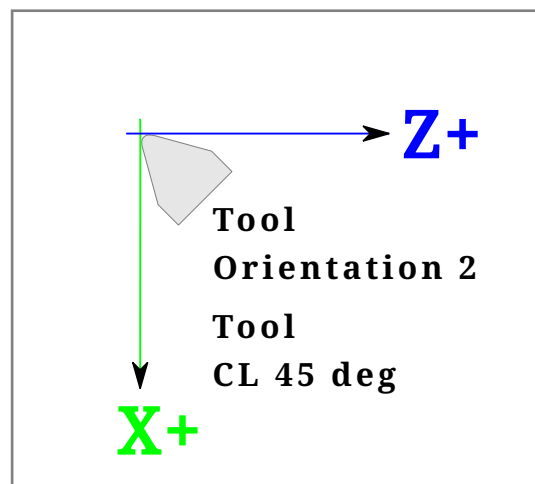 Z+
Tool
Orientation 2
Tool
CL 45 deg
X+